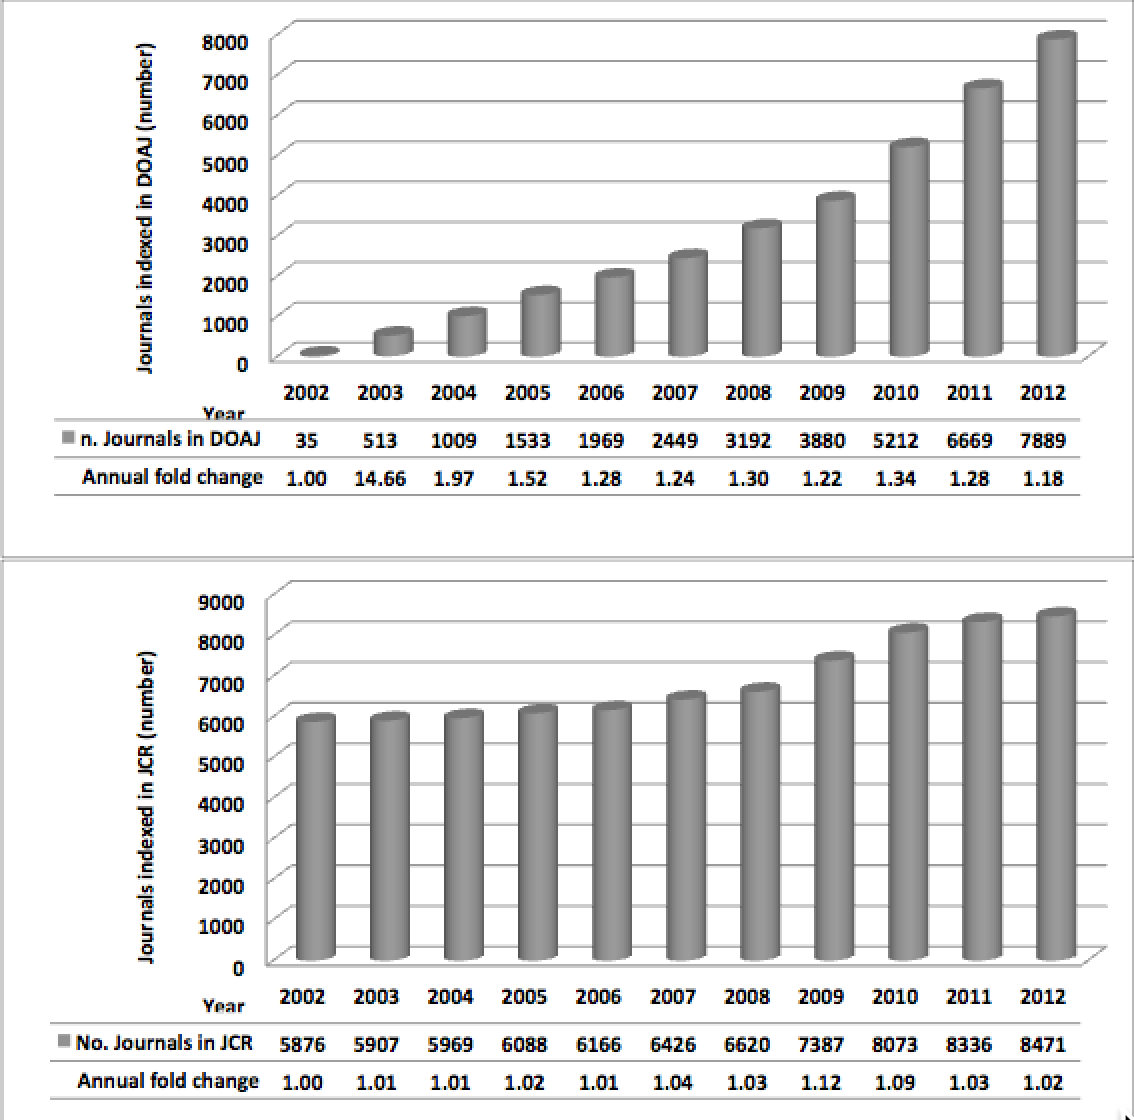 Journals indexed in DOAJ (number)
8000
7000
6000
5000
4000
3000
2000
1000
0
2002 2003 2004 2005 2006 2007 2008 2009 2010 2011 2012
Year
n. Journals in DOAJ 35 513 1009 1533 1969 2449 3192 3880 5212 6669 7889
Annual fold change 1.00 14.66 1.97 1.52 1.28 1.24 1.30 1.22 1.34 1.28 1.18
Journals indexed in JCR (number)
9000
8000
7000
6000
5000
4000
3000
2000
1000
0
2002 2003 2004 2005 2006 2007 2008 2009 2010 2011 2012
Year
No. Journals in JCR 5876 5907 5969 6088 6166 6426 6620 7387 8073 8336 8471
Annual fold change 1.00 1.01 1.01 1.02 1.01 1.04 1.03 1.12 1.09 1.03 1.02